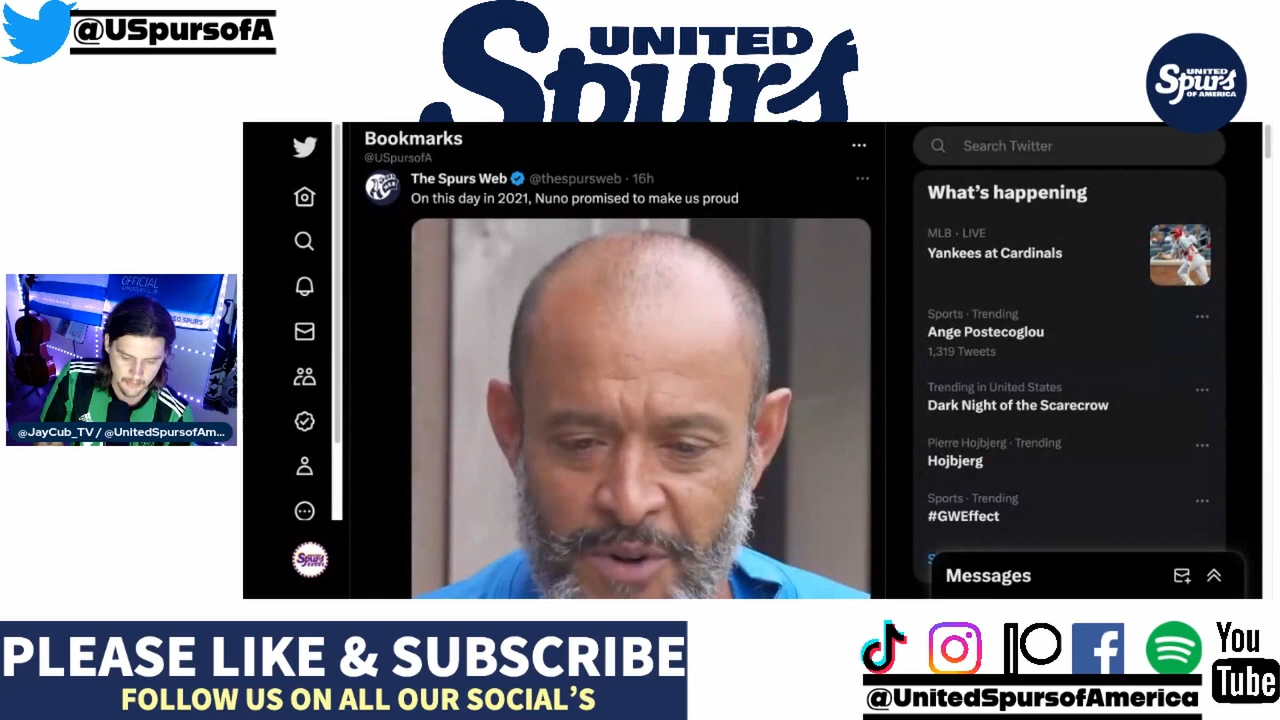 @USpursofA
UNITED
Spurs
UNITED
Spurs
OF AMERICA
Bookmarks
@USpursofA
The Spurs Web @thespursweb · 16h
On this day in 2021, Nuno promised to make us proud
Search Twitter
What's happening
MLB · LIVE
Yankees at Cardinals
Sports · Trending
Ange Postecoglou
1,319 Tweets
Trending in United States
Dark Night of the Scarecrow
Pierre Hojbjerg · Trending
Hojbjerg
Sports · Trending
#GWEffect
Messages
OFFICIAL
SPURS
@JayCub_TV / @UnitedSpursofAm...
Spurs
PLEASE LIKE & SUBSCRIBE
FOLLOW US ON ALL OUR SOCIAL'S
You
Tube
@UnitedSpursofAmerica